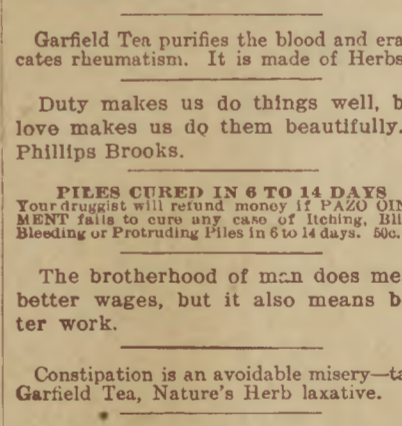 Garfield Tea purifies the blood and era
cates rheumatism. It is made of Herbs
Duty makes us do things well, b
love makes us do them beautifully.
Phillips Brooks.
PILES CURED IN 6 TO 14 DAYS
Your druggist will refund money if PAZO OIN
MENT fails to cure any case of Itching, Bli
Bleeding or Protruding Piles in 6 to 14 days. 50c.
The brotherhood of man does me
better wages, but it also means b
ter work.
Constipation is an avoidable misery—ta
Garfield Tea, Nature's Herb laxative.